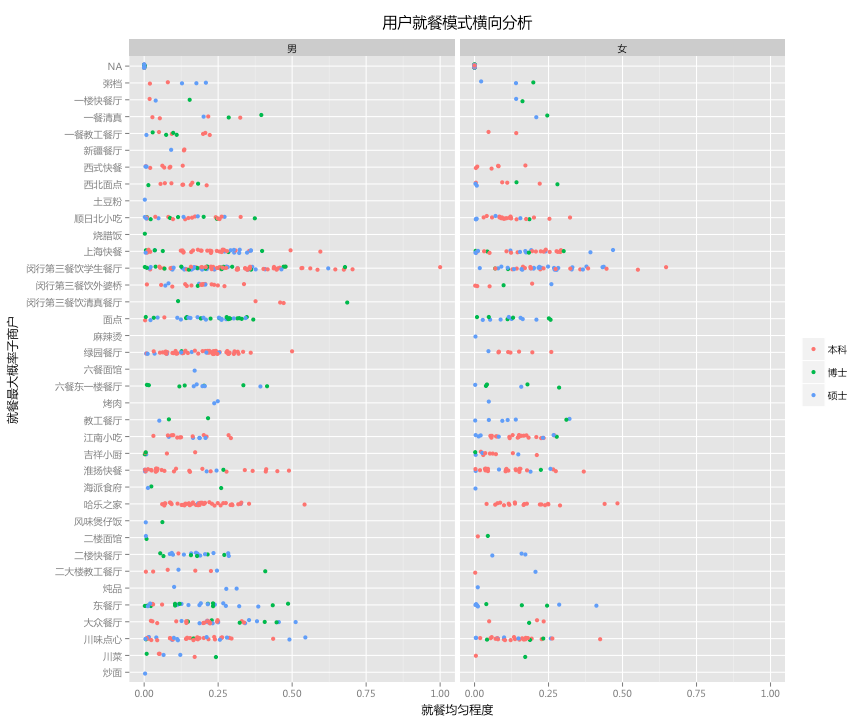 用户就餐模式横向分析
男 女
NA
粥档
一楼快餐厅
一餐清真
一餐教工餐厅
新疆餐厅
西式快餐
西北面点
土豆粉
顾日北小吃
烧腊饭
上海快餐
闵行第三餐饮学生餐厅
闵行第三餐饮外婆桥
闵行第三餐饮清真餐厅
面点
麻辣烫
绿园餐厅
六餐面馆
六餐东一楼餐厅
烤肉
教工餐厅
江南小吃
吉祥小厨
淮扬快餐
海派食府
哈乐之家
风味煲仔饭
二楼面馆
二楼快餐厅
二大楼教工餐厅
炖品
东餐厅
大众餐厅
川味点心
川菜
炒面
就餐最大概率子商户
本科
博士
硕士
0.00 0.25 0.50 0.75 1.00 0.00 0.25 0.50 0.75 1.00
就餐均匀程度